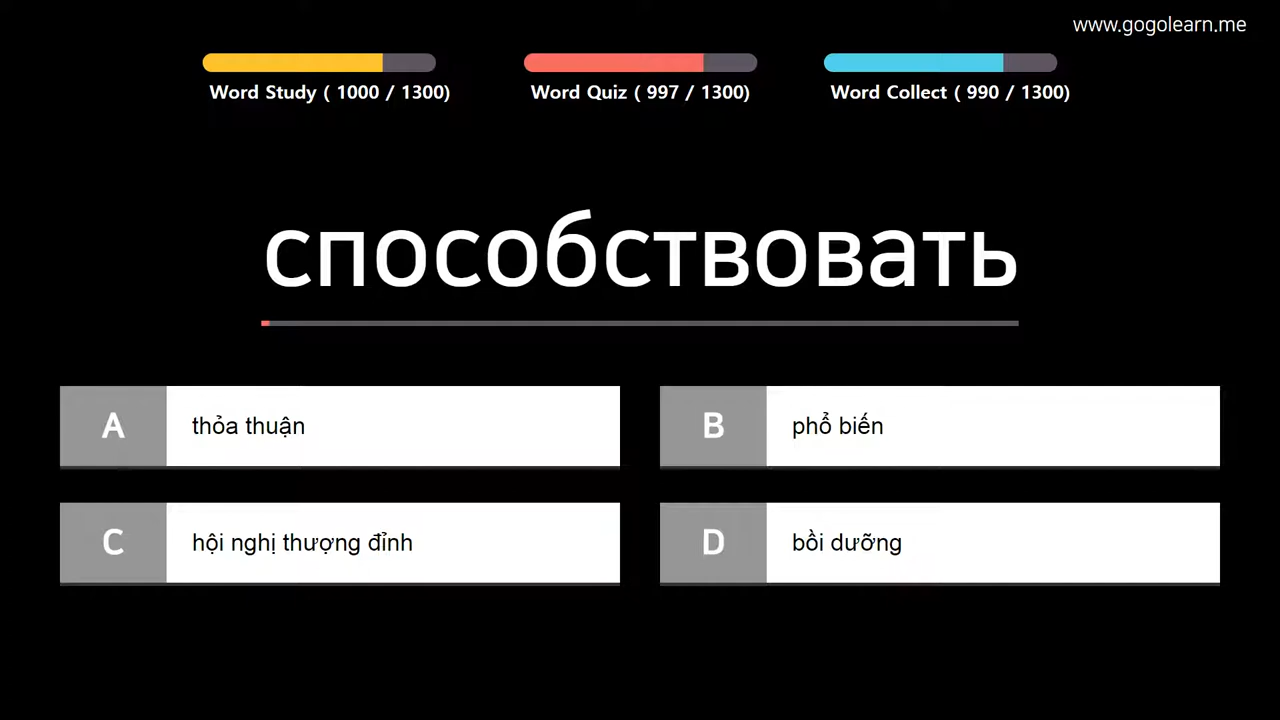 www.gogolearn.me
Word Study ( 1000 / 1300)
Word Quiz ( 997 / 1300)
Word Collect ( 990 / 1300)
способствовать
A thỏa thuận
B phổ biến
C hội nghị thượng đỉnh
D bồi dưỡng